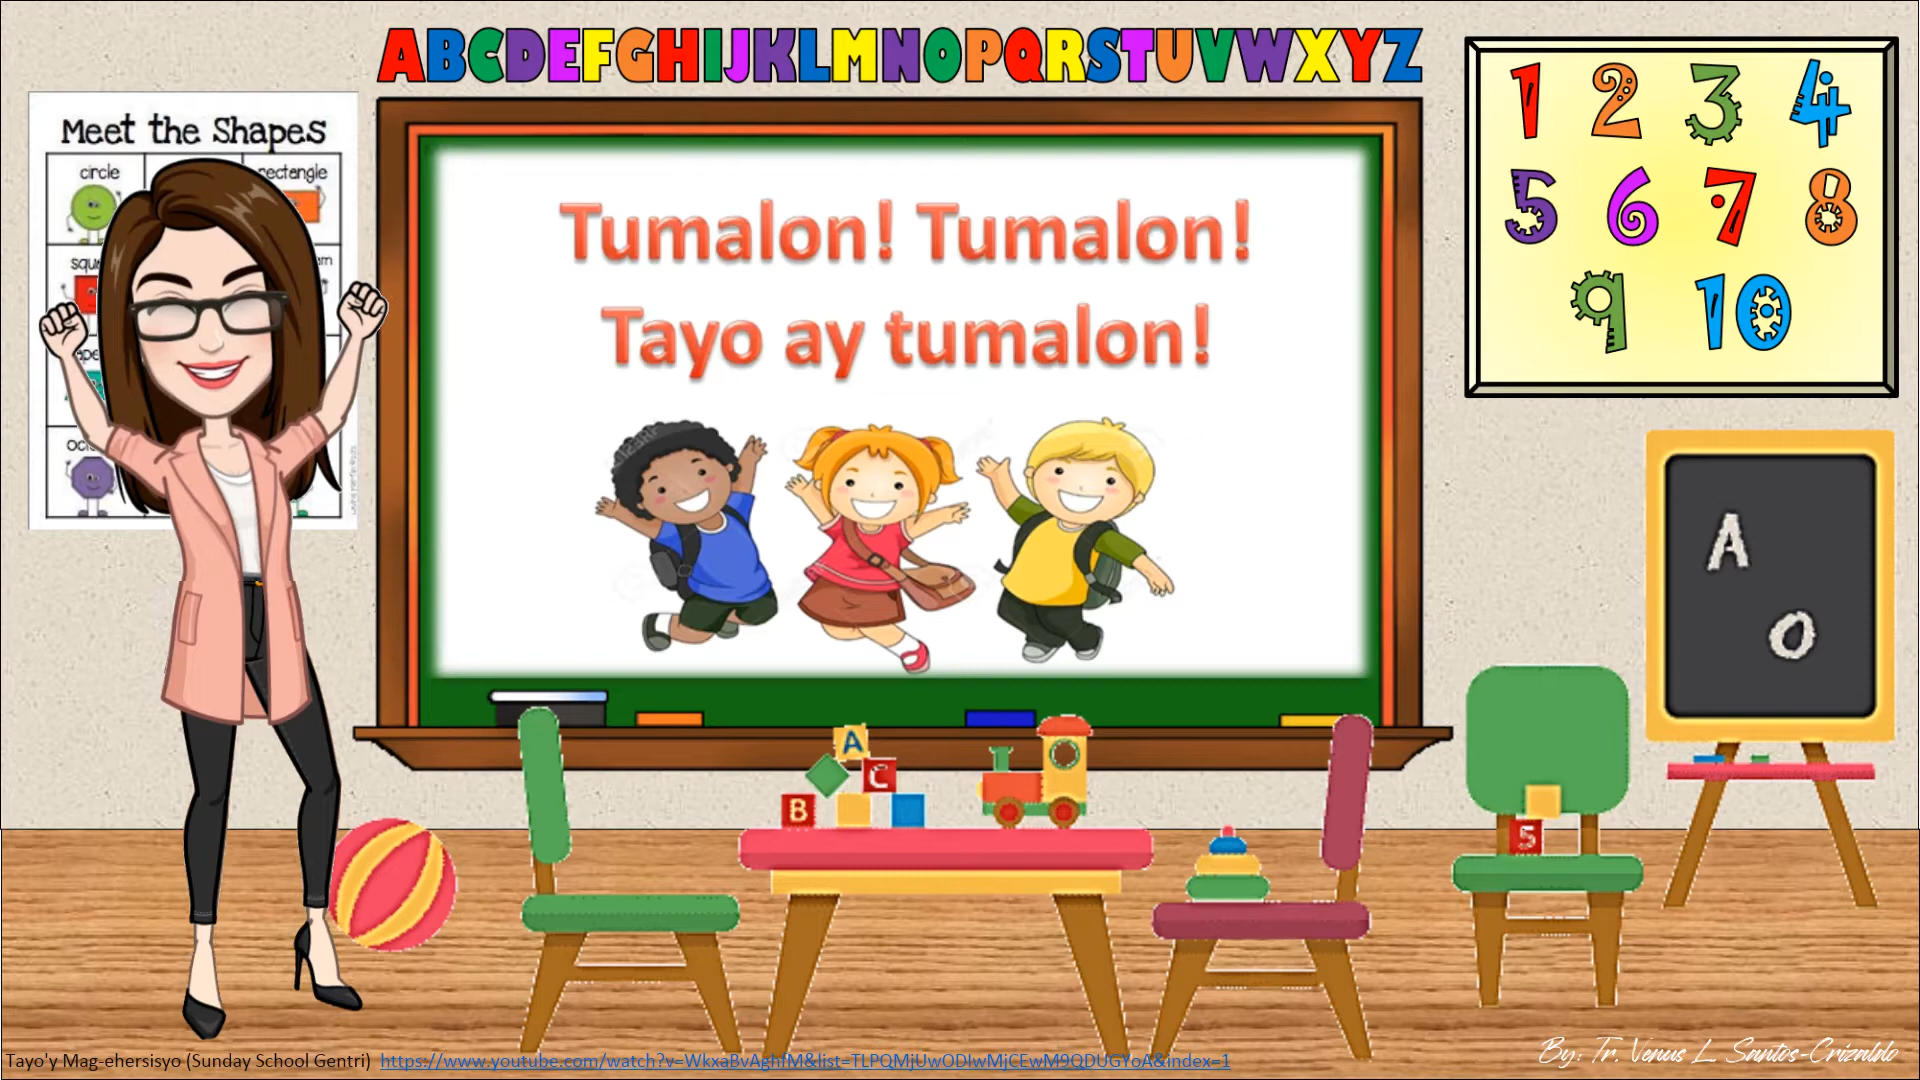 ABCDEFGHIJKLMNOPQRSTUVWXYZ
Meet the Shapes
circle
rectangle
Tumalon! Tumalon!
Tayo ay tumalon!
1 2 3 4
5 6 7 8
9 10
A
O
A
C
B
5
Tayo'y Mag-ehersisyo (Sunday School Gentri) https://www.youtube.com/watch?v=WkxaBvAghfM&list=TLPQMjUwODIwMjCEwM9QDUGYoA&index=1
By: Tr. Venus L. Santos-Crizaldo